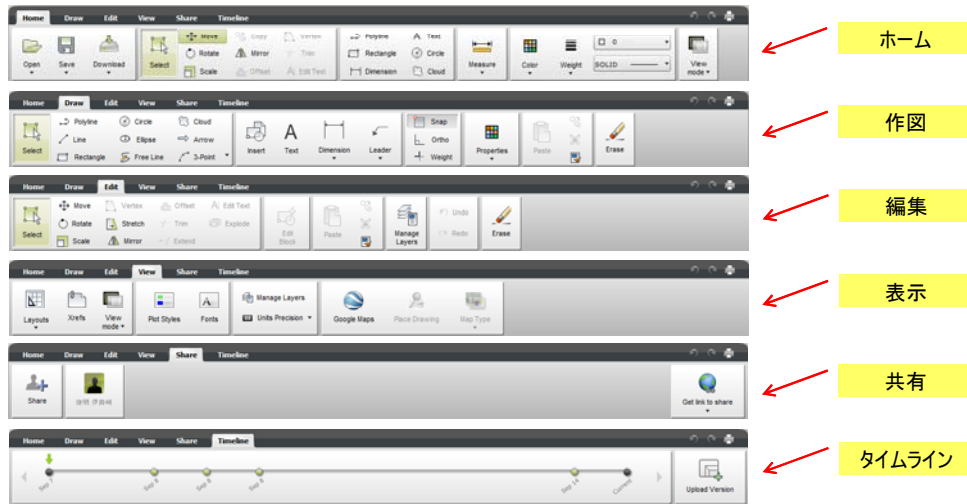 Home Draw Edit View Share Timeline
Open Save Download Select Move Rotate Scale Copy Mirror Offset Vertex Trim Edit Text Polyline Rectangle Dimension A Text Circle Cloud Measure Color Weight 0 SOLID View mode
ホーム
Home Draw Edit View Share Timeline
Select Polyline Line Rectangle Circle Ellipse Free Line Cloud Arrow 3-Point Insert Text Dimension Leader Snap Ortho Weight Properties Paste Erase
作図
Home Draw Edit View Share Timeline
Select Move Rotate Scale Vertex Stretch Mirror Offset Trim Extend Edit Text Explode Edit Block Paste Manage Layers Undo Redo Erase
編集
Home Draw Edit View Share Timeline
Layouts Xrefs View mode Plot Styles Fonts Manage Layers Units Precision Google Maps Place Drawing Map Type
表示
Home Draw Edit View Share Timeline
Share Get link to share
共有
Home Draw Edit View Share Timeline
Sep 14 Current Upload Version
タイムライン